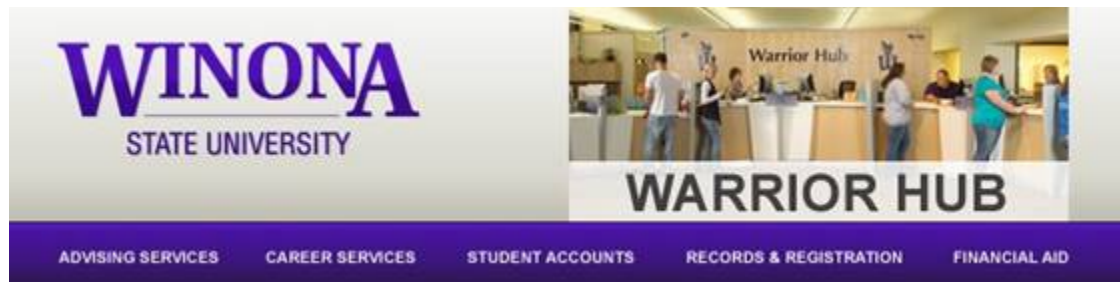 WINONA
STATE UNIVERSITY
Warrior Hub
WARRIOR HUB
ADVISING SERVICES
CAREER SERVICES
STUDENT ACCOUNTS
RECORDS & REGISTRATION
FINANCIAL AID